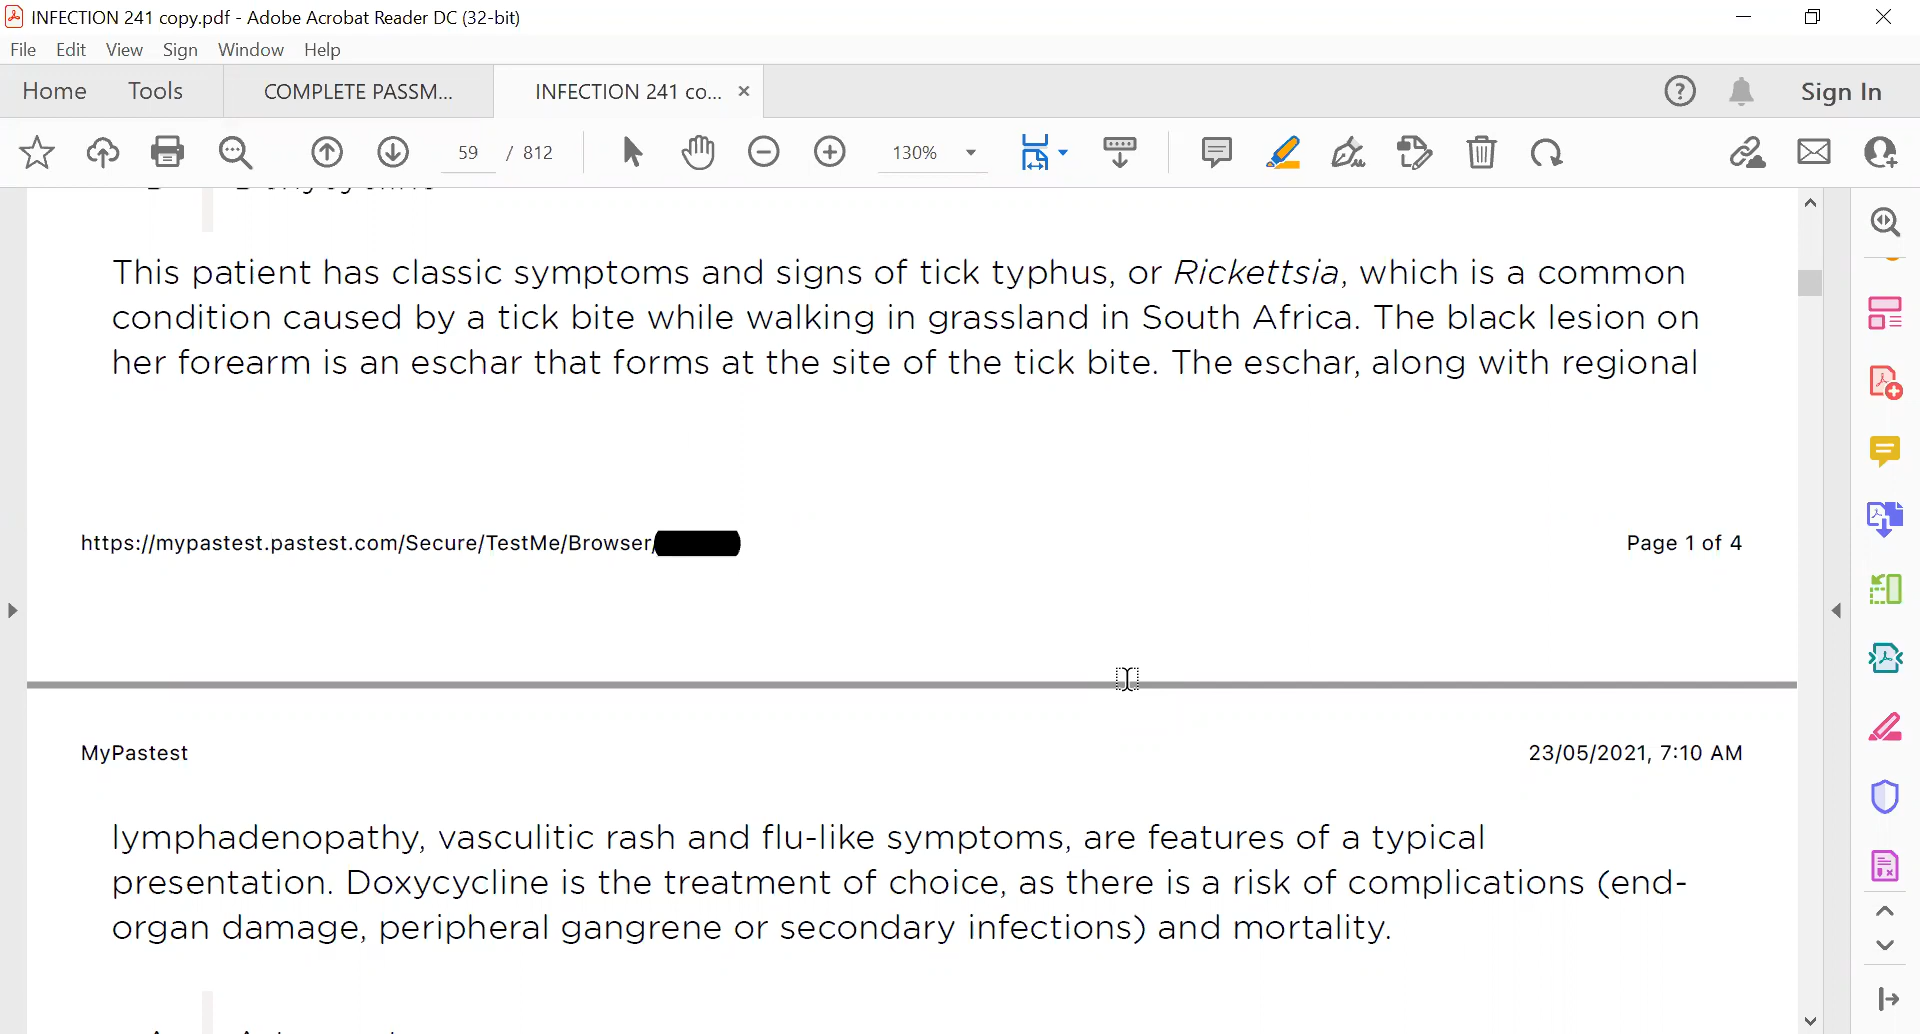 INFECTION 241 copy.pdf - Adobe Acrobat Reader DC (32-bit)
File Edit View Sign Window Help
Home Tools COMPLETE PASSM... INFECTION 241 co... × Sign In
59 / 812 130%
This patient has classic symptoms and signs of tick typhus, or Rickettsia, which is a common
condition caused by a tick bite while walking in grassland in South Africa. The black lesion on
her forearm is an eschar that forms at the site of the tick bite. The eschar, along with regional
https://mypastest.pastest.com/Secure/TestMe/Browser/ Page 1 of 4
MyPastest 23/05/2021, 7:10 AM
lymphadenopathy, vasculitic rash and flu-like symptoms, are features of a typical
presentation. Doxycycline is the treatment of choice, as there is a risk of complications (end-
organ damage, peripheral gangrene or secondary infections) and mortality.